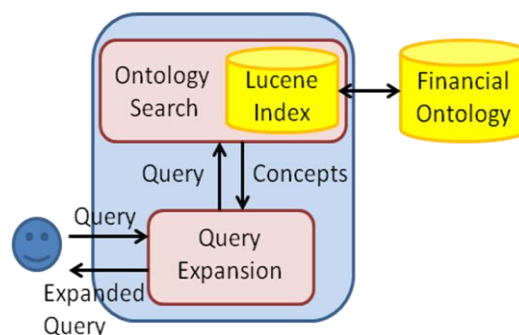 Ontology
Search
Lucene
Index
Financial
Ontology
Query
Concepts
Query
Query
Expansion
Expanded
Query